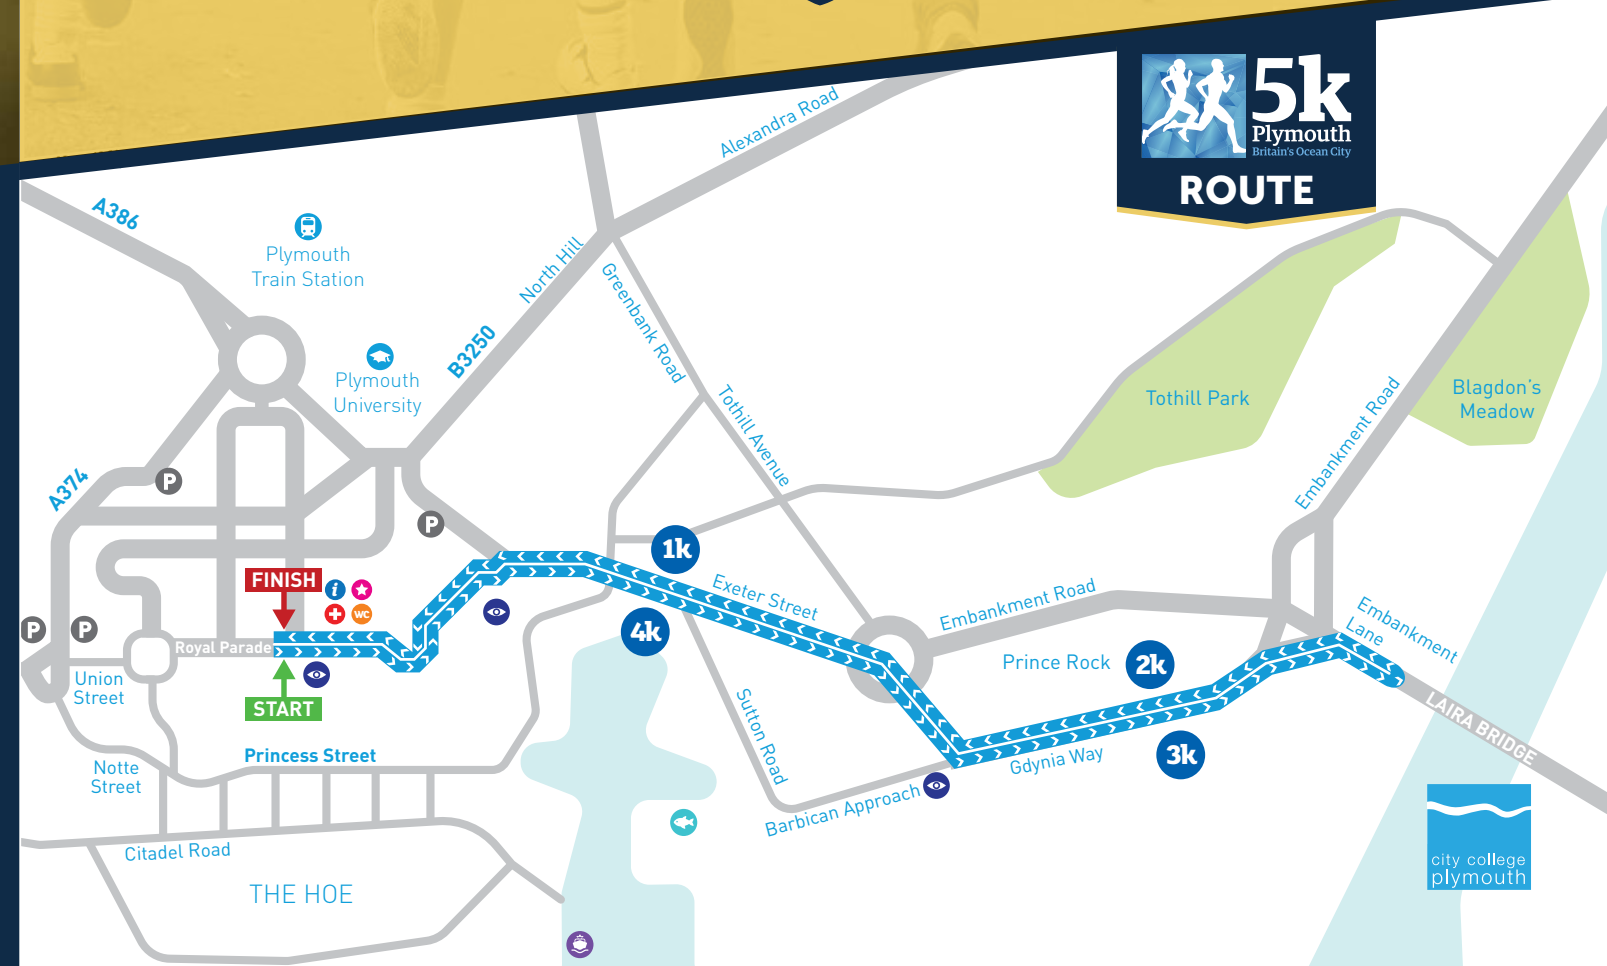 5k
Plymouth
Britain's Ocean City
ROUTE
A386
Plymouth
Train Station
Alexandra Road
North Hill
B3250
Greenbank Road
Plymouth
University
Tothill Avenue
Tothill Park
Blagdon's
Meadow
Embankment Road
A374
P
P
P
P
FINISH
i
WC
1k
Exeter Street
4k
Embankment Road
Embankment
Lane
Royal Parade
Prince Rock
2k
Union
Street
START
Sutton Road
LAIRA BRIDGE
Princess Street
Gdynia Way
3k
Notte
Street
Barbican Approach
Citadel Road
THE HOE
city college
plymouth